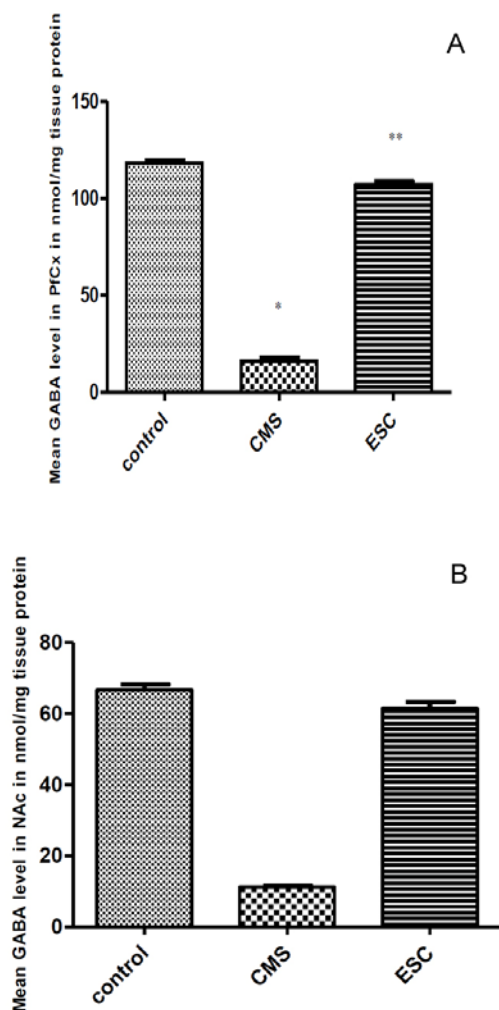 A
Mean GABA level in PfCx in nmol/mg tissue protein
150
100
50
0
*
**
control
CMS
ESC
B
Mean GABA level in NAc in nmol/mg tissue protein
80
60
40
20
0
control
CMS
ESC